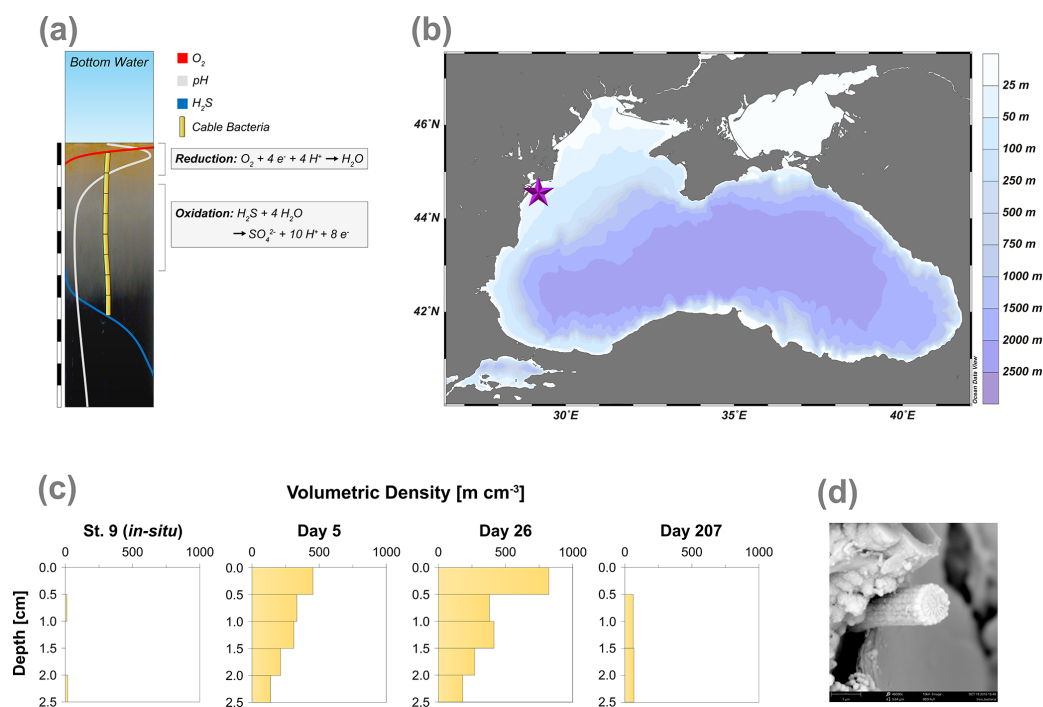 (a)
Bottom Water
O₂
pH
H₂S
Cable Bacteria
Reduction: O₂ + 4 e⁻ + 4 H⁺ → H₂O
Oxidation: H₂S + 4 H₂O
→ SO₄²⁻ + 10 H⁺ + 8 e⁻
(b)
46°N
44°N
42°N
30°E
35°E
40°E
Ocean Data View
25 m
50 m
100 m
250 m
500 m
750 m
1000 m
1500 m
2000 m
2500 m
(c)
Volumetric Density [m cm⁻³]
St. 9 (in-situ)
0 500 1000
Day 5
0 500 1000
Day 26
0 500 1000
Day 207
0 500 1000
Depth [cm]
0.0
0.5
1.0
1.5
2.0
2.5
0.0
0.5
1.0
1.5
2.0
2.5
0.0
0.5
1.0
1.5
2.0
2.5
0.0
0.5
1.0
1.5
2.0
2.5
(d)